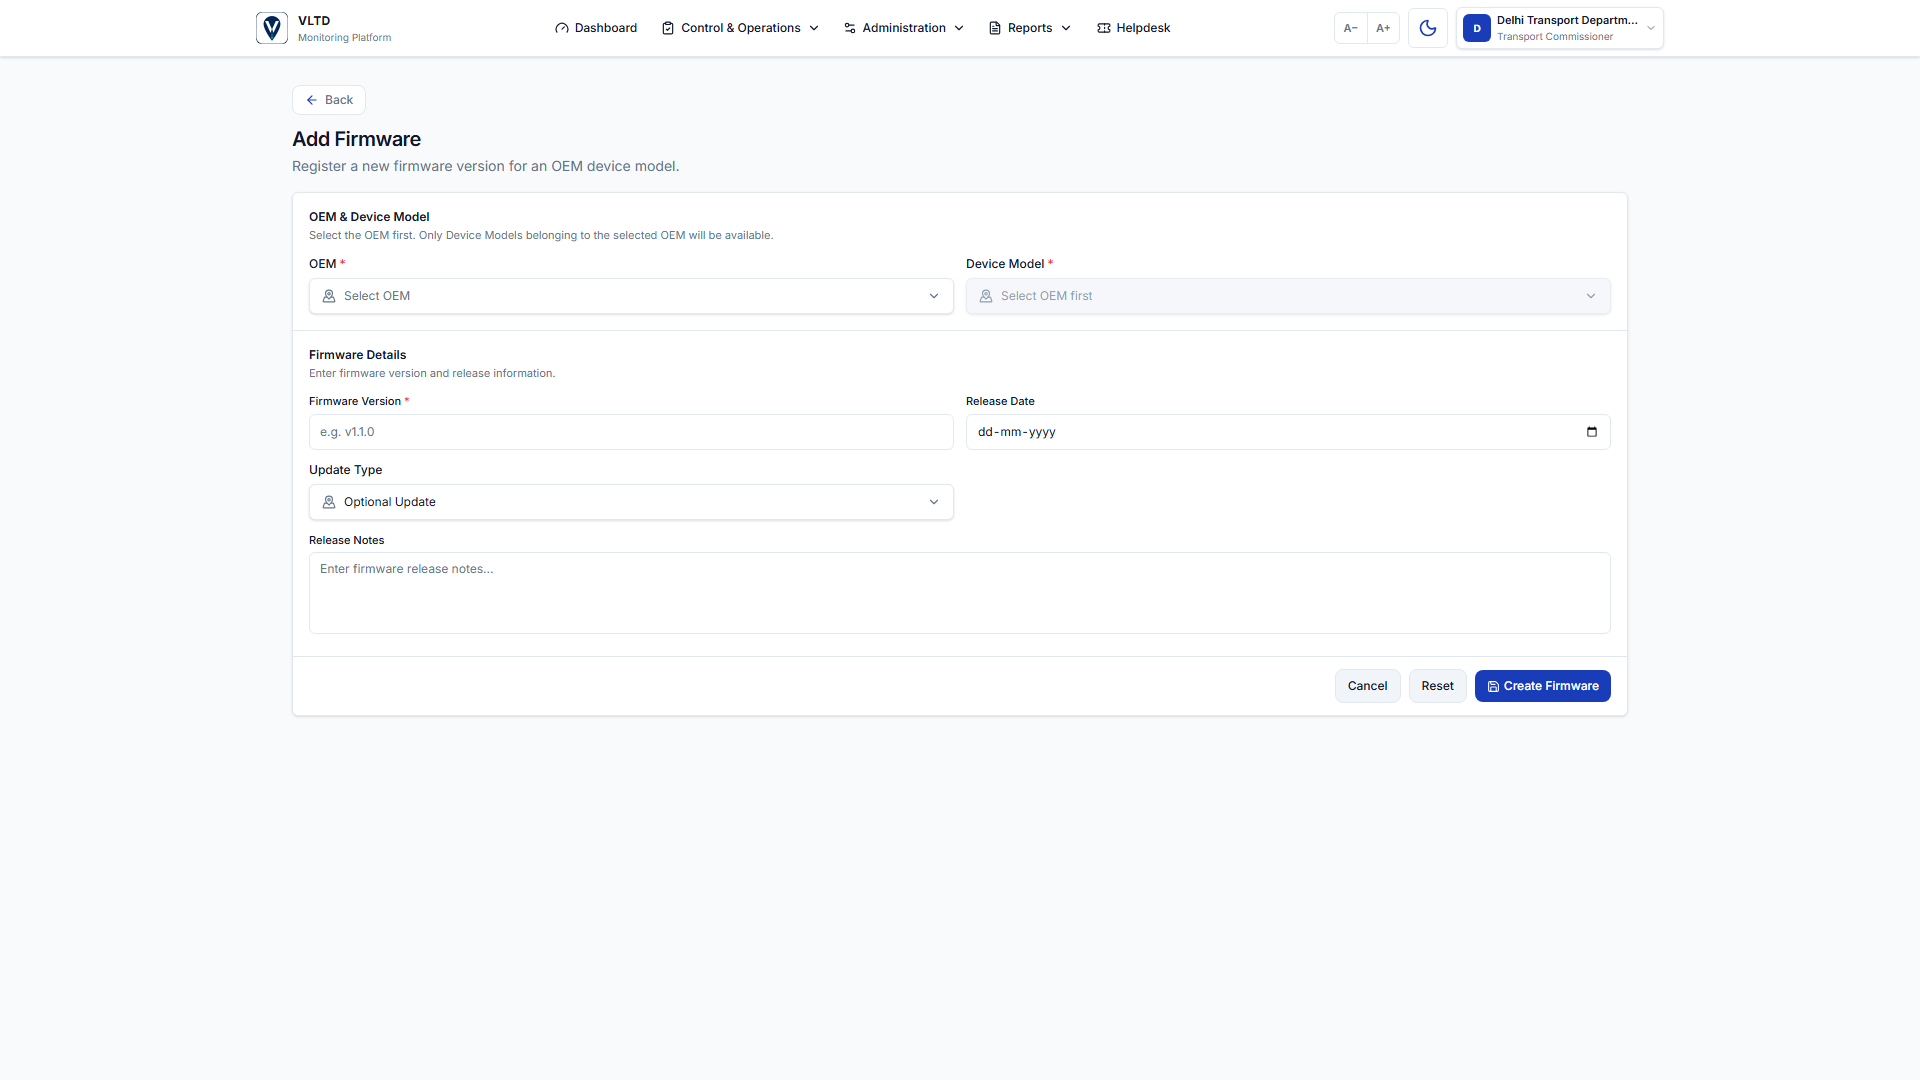 VLTD
Monitoring Platform
Dashboard
Control & Operations
Administration
Reports
Helpdesk
A−
A+
D
Delhi Transport Departm...
Transport Commissioner
Back
Add Firmware
Register a new firmware version for an OEM device model.
OEM & Device Model
Select the OEM first. Only Device Models belonging to the selected OEM will be available.
OEM *
Device Model *
Select OEM
Select OEM first
Firmware Details
Enter firmware version and release information.
Firmware Version *
Release Date
e.g. v1.1.0
dd-mm-yyyy
Update Type
Optional Update
Release Notes
Enter firmware release notes...
Cancel
Reset
Create Firmware